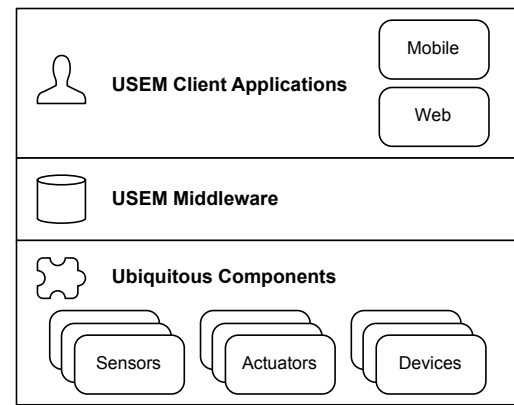 Mobile
USEM Client Applications
Web
USEM Middleware
Ubiquitous Components
Sensors
Actuators
Devices